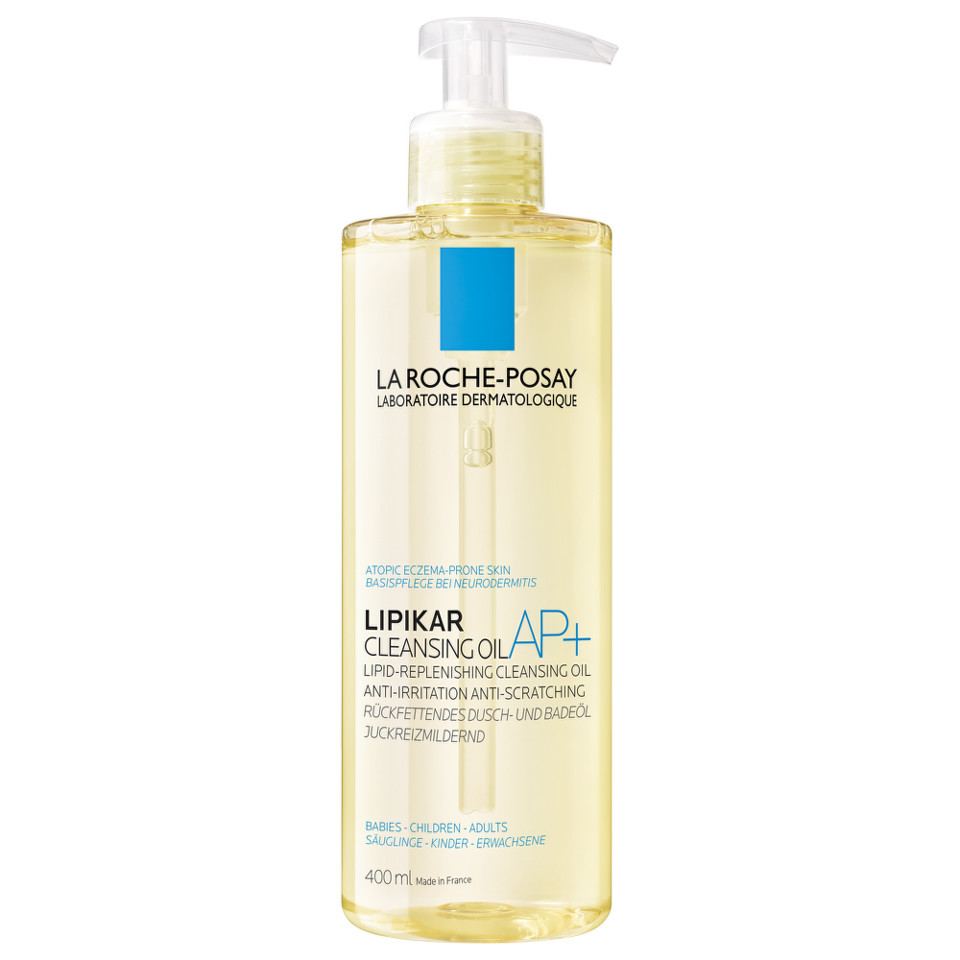 LA ROCHE-POSAY
LABORATOIRE DERMATOLOGIQUE
ATOPIC ECZEMA-PRONE SKIN
BASISPFLEGE BEI NEURODERMITIS
LIPIKAR
CLEANSING OIL AP+
LIPID-REPLENISHING CLEANSING OIL
ANTI-IRRITATION ANTI-SCRATCHING
RÜCKFETTENDES DUSCH- UND BADEÖL
JUCKREIZMILDERND
BABIES - CHILDREN - ADULTS
SÄUGLINGE - KINDER - ERWACHSENE
400 ml Made in France